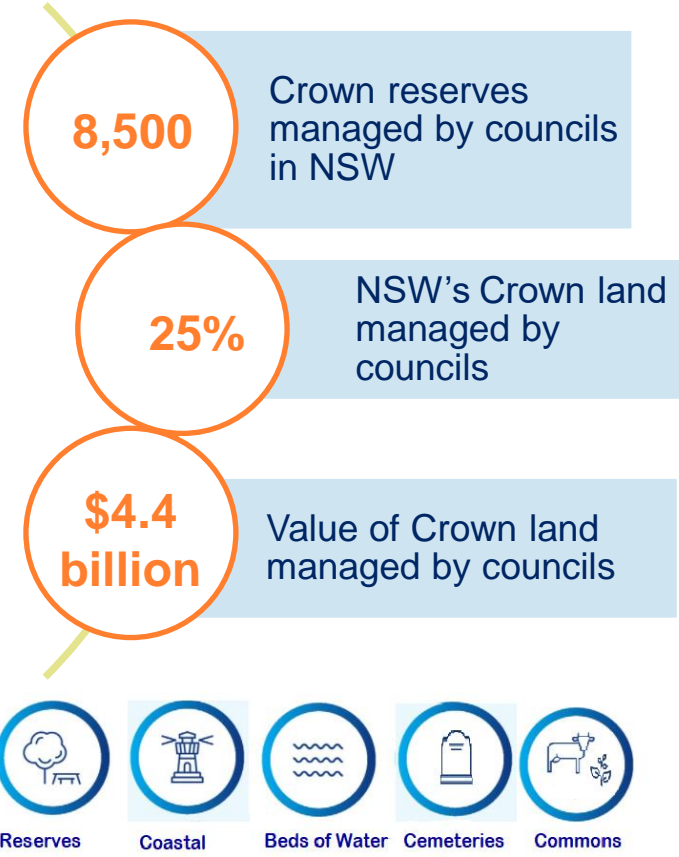 8,500
Crown reserves
managed by councils
in NSW
25%
NSW's Crown land
managed by
councils
$4.4
billion
Value of Crown land
managed by councils
Reserves
Coastal
Beds of Water
Cemeteries
Commons